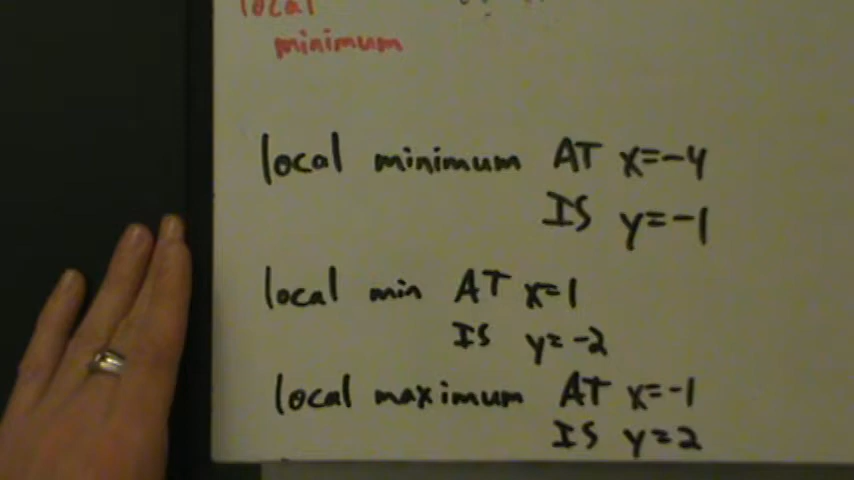 local
minimum
local minimum AT x=-4
IS y=-1
local min AT x=1
IS y=-2
local maximum AT x=-1
IS y=2